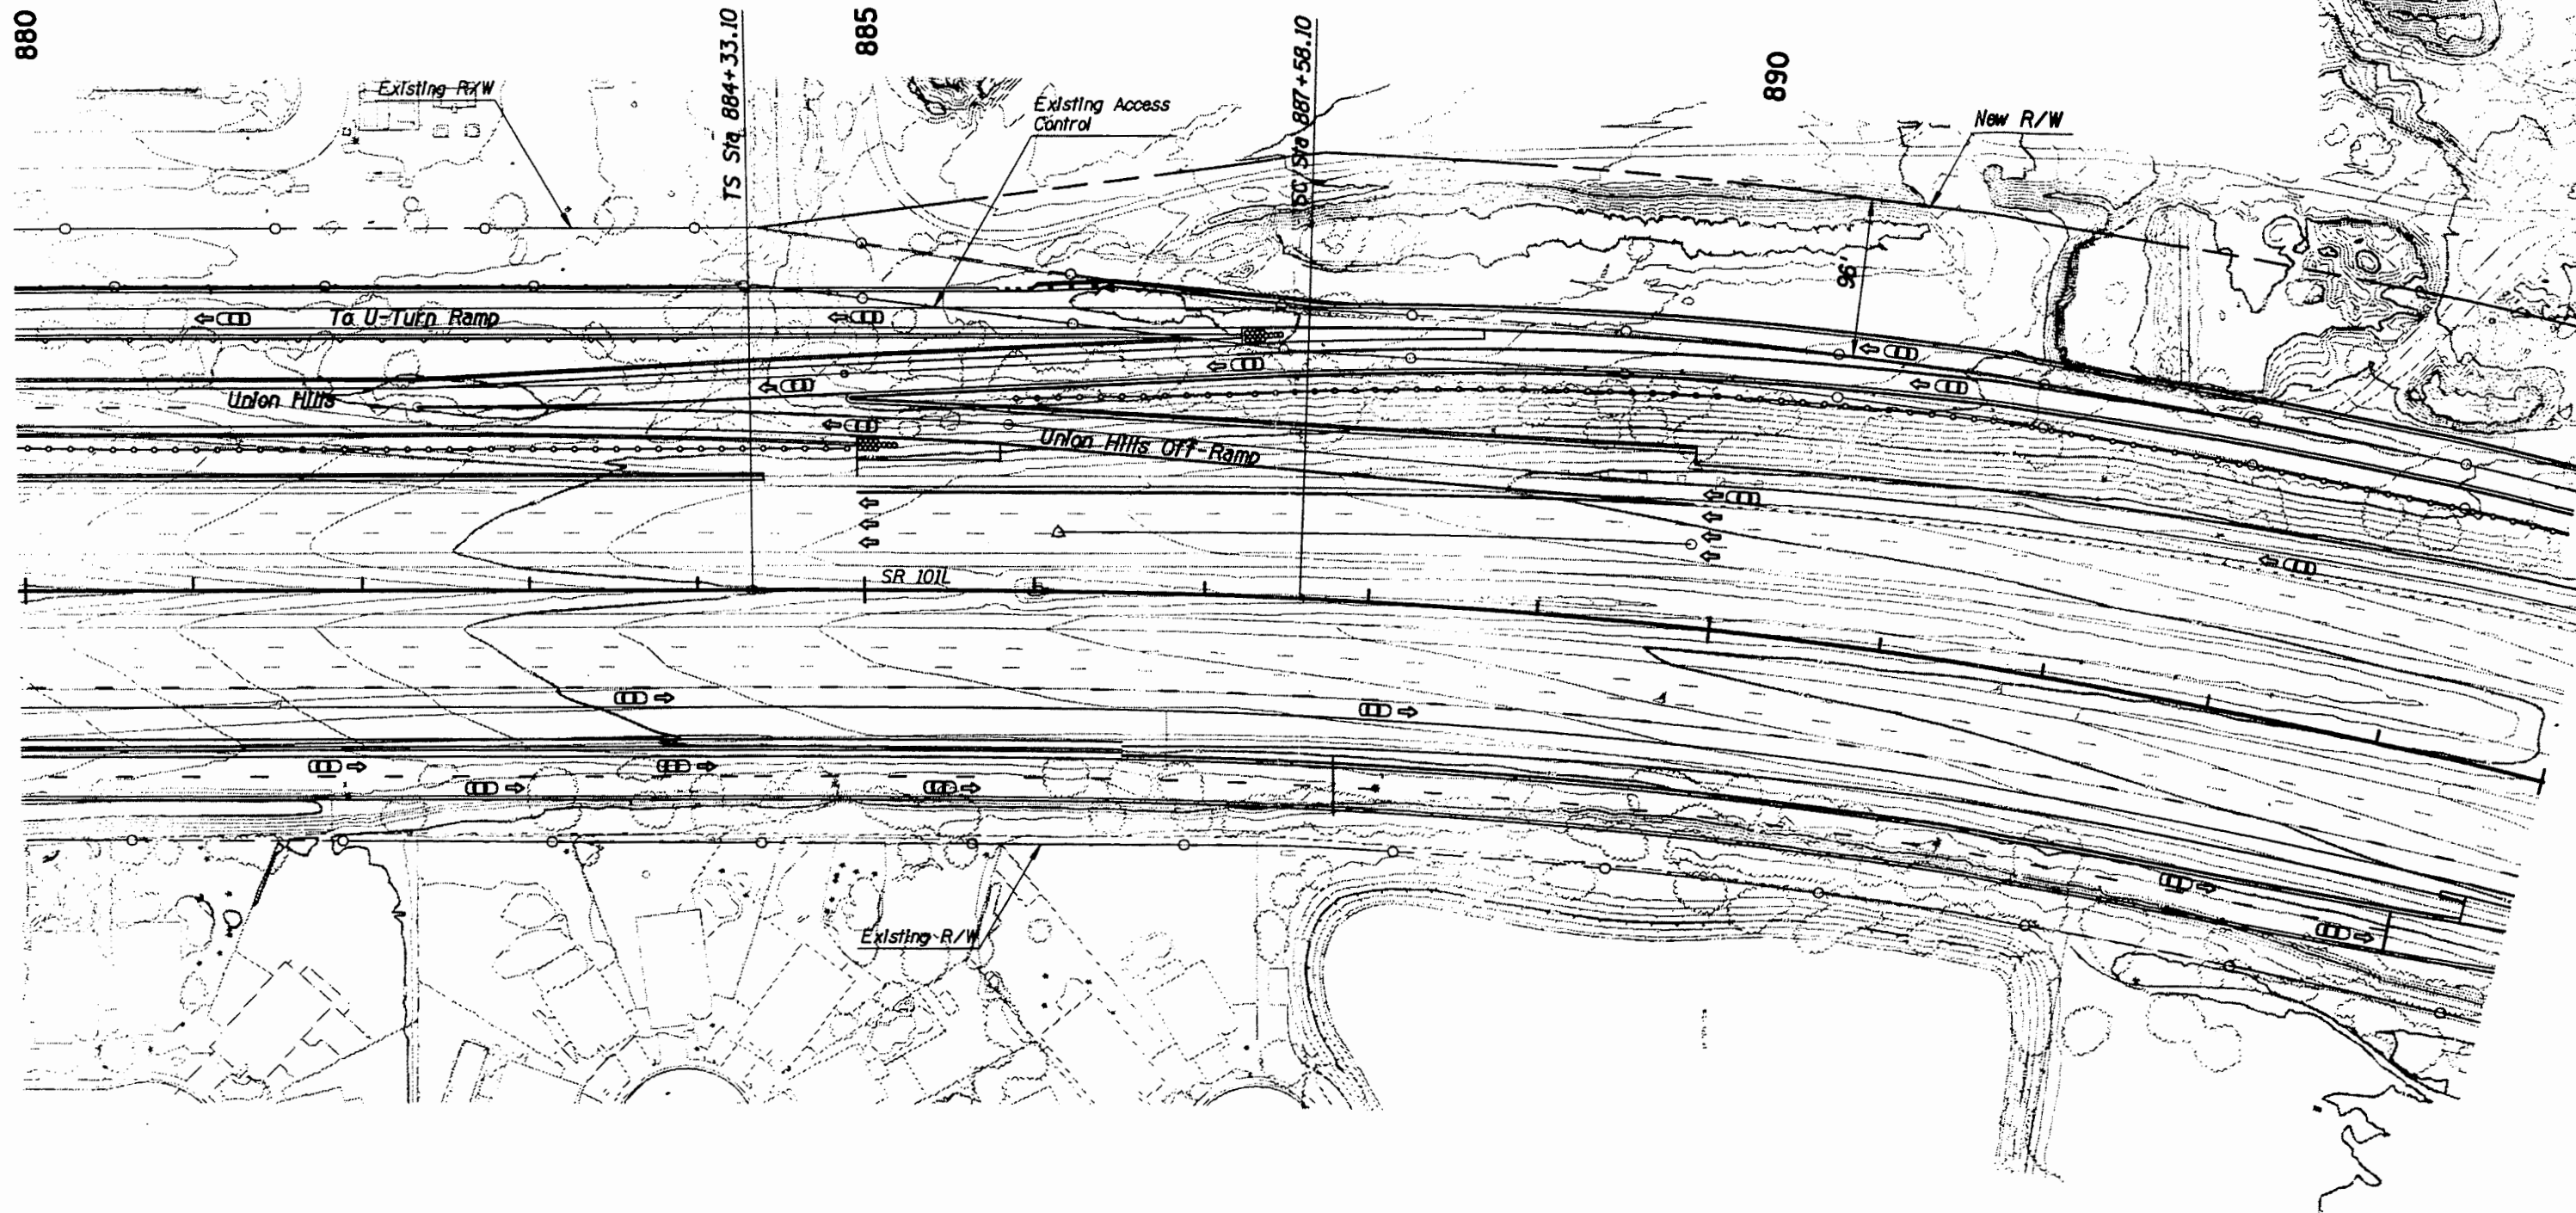 880
885
890
TS Sta 884+33.10
SC Sta 887+58.10
Existing R/W
Existing Access
Control
New R/W
96'
To U-Turn Ramp
Union Hills
Union Hills Off-Ramp
SR 101L
Existing R/W